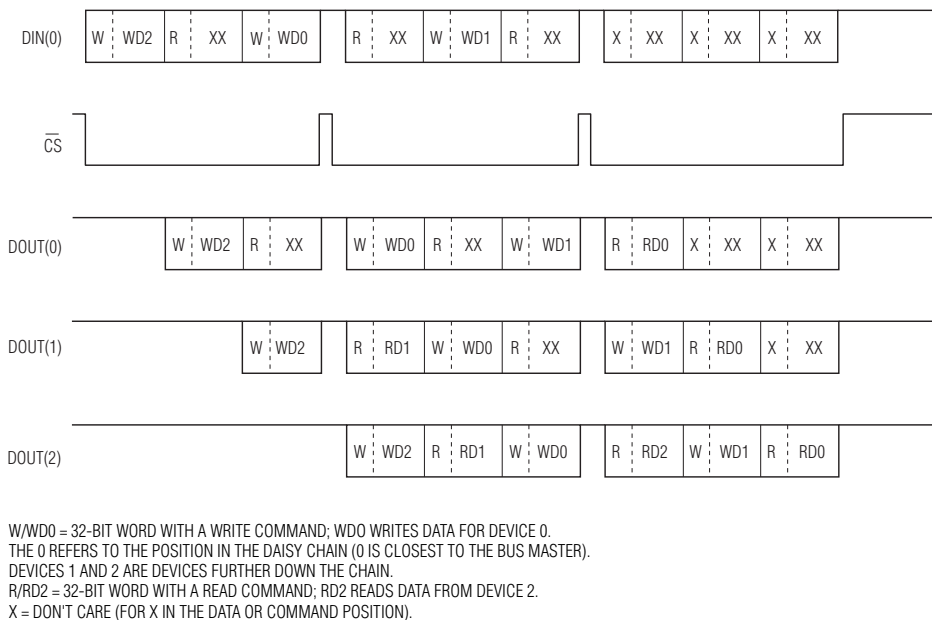 DIN(0) W WD2 R XX W WD0 R XX W WD1 R XX X XX X XX X XX
CS
DOUT(0) W WD2 R XX W WD0 R XX W WD1 R RD0 X XX X XX
DOUT(1) W WD2 R RD1 W WD0 R XX W WD1 R RD0 X XX
DOUT(2) W WD2 R RD1 W WD0 R RD2 W WD1 R RD0
W/WD0 = 32-BIT WORD WITH A WRITE COMMAND; WDO WRITES DATA FOR DEVICE 0.
THE 0 REFERS TO THE POSITION IN THE DAISY CHAIN (0 IS CLOSEST TO THE BUS MASTER).
DEVICES 1 AND 2 ARE DEVICES FURTHER DOWN THE CHAIN.
R/RD2 = 32-BIT WORD WITH A READ COMMAND; RD2 READS DATA FROM DEVICE 2.
X = DON'T CARE (FOR X IN THE DATA OR COMMAND POSITION).